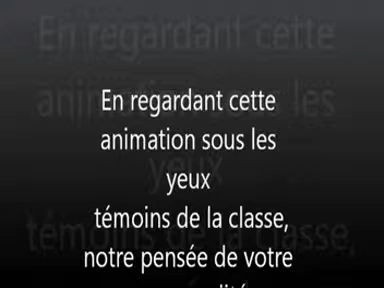 En regardant cette
animation sous les
yeux
témoins de la classe,
notre pensée de votre